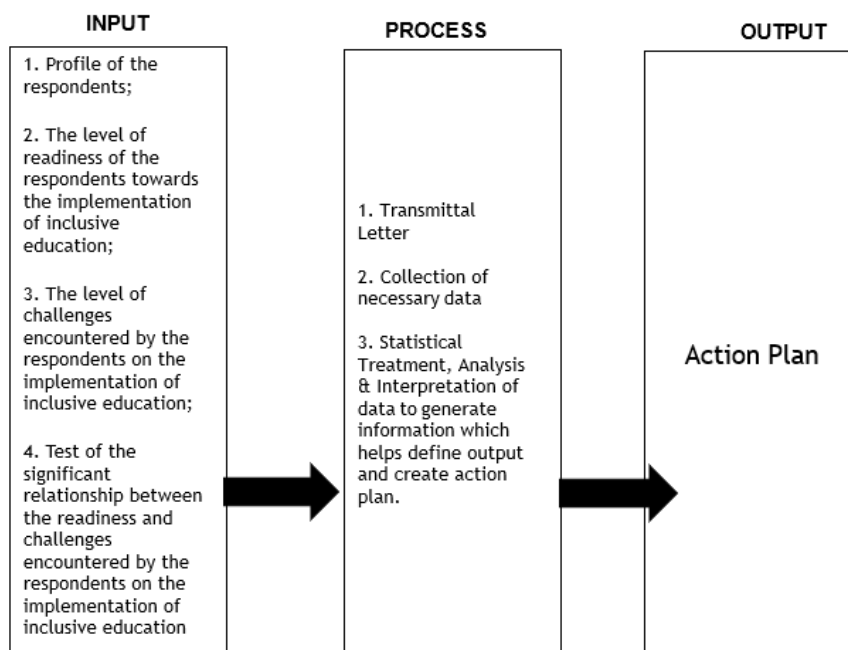 INPUT
1. Profile of the
respondents;
2. The level of
readiness of the
respondents towards
the implementation
of inclusive
education;
3. The level of
challenges
encountered by the
respondents on the
implementation of
inclusive education;
4. Test of the
significant
relationship between
the readiness and
challenges
encountered by the
respondents on the
implementation of
inclusive education
PROCESS
1. Transmittal
Letter
2. Collection of
necessary data
3. Statistical
Treatment, Analysis
& Interpretation of
data to generate
information which
helps define output
and create action
plan.
OUTPUT
Action Plan